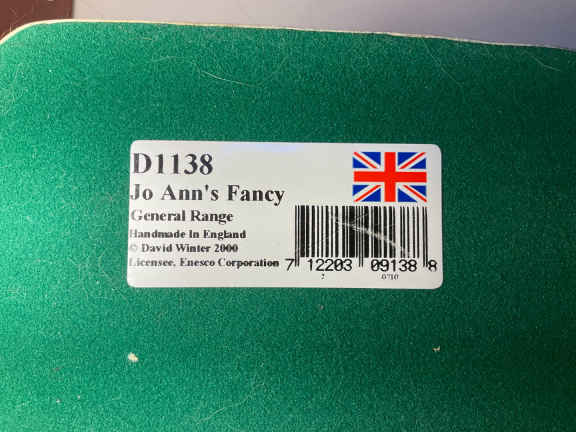 D1138
Jo Ann's Fancy
General Range
Handmade In England
© David Winter 2000
Licensee, Enesco Corporation
7 12203 09138 8